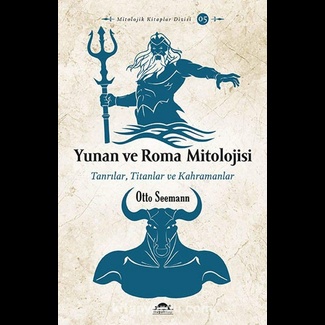 Mitolojik Kitaplar Dizisi 05
Yunan ve Roma Mitolojisi
Tanrılar, Titanlar ve Kahramanlar
Otto Seemann